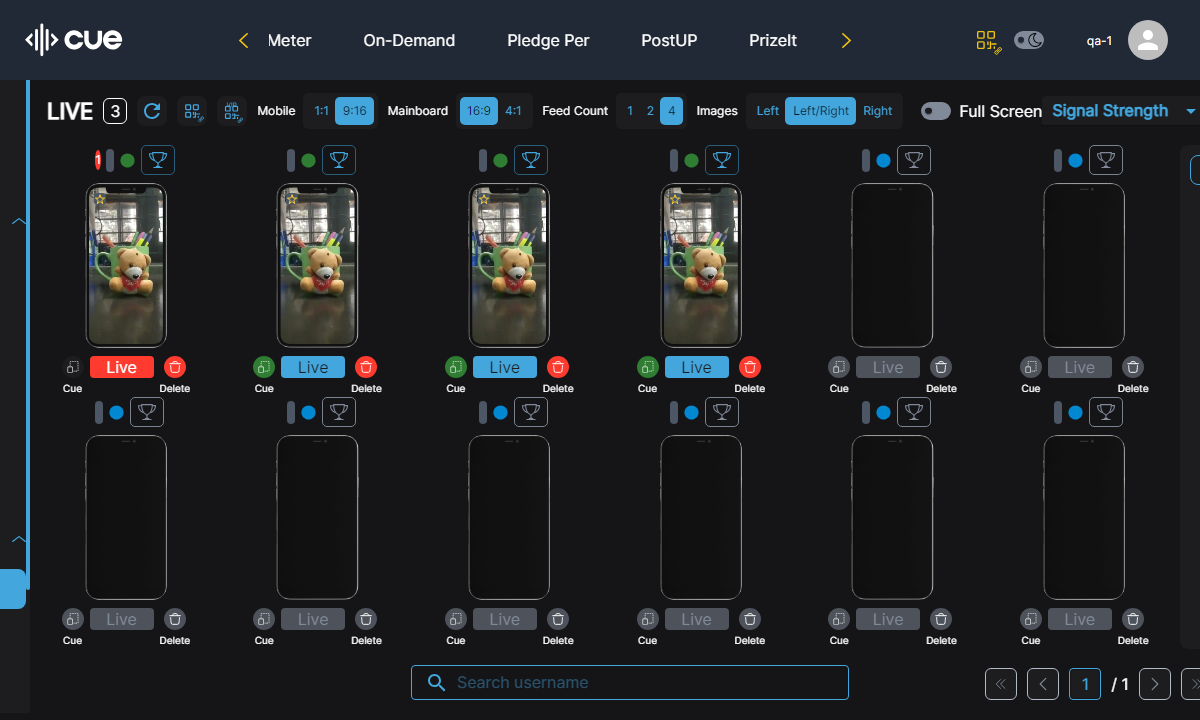 cue
Meter On-Demand Pledge Per PostUP PrizeIt
qa-1
LIVE 3 Mobile 1:1 9:16 Mainboard 16:9 4:1 Feed Count 1 2 4 Images Left Left/Right Right Full Screen Signal Strength
1
Live Live Live Live Live Live
Cue Delete Cue Delete Cue Delete Cue Delete Cue Delete Cue Delete
Live Live Live Live Live Live
Cue Delete Cue Delete Cue Delete Cue Delete Cue Delete Cue Delete
Search username
1 / 1